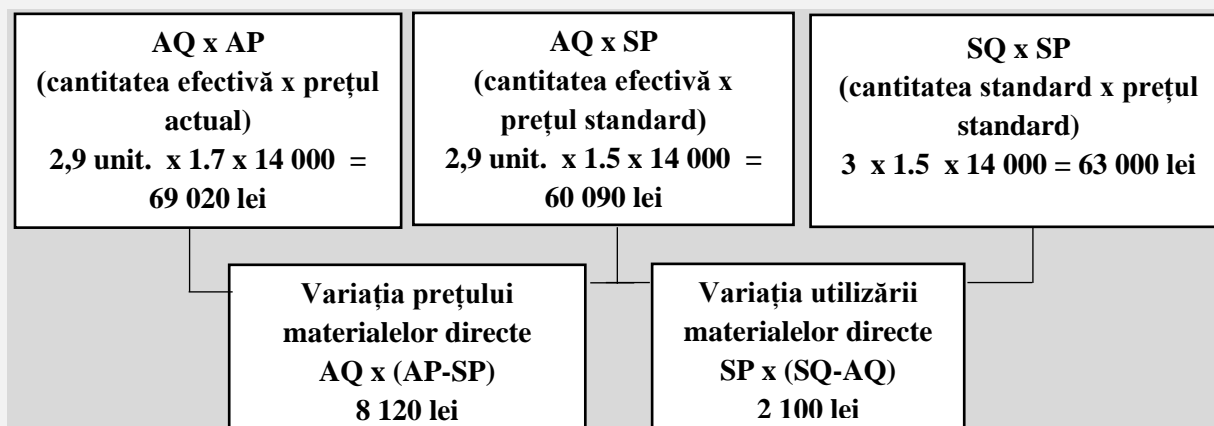 AQ x AP
(cantitatea efectivă x prețul
actual)
2,9 unit. x 1.7 x 14 000 =
69 020 lei
AQ x SP
(cantitatea efectivă x
prețul standard)
2,9 unit. x 1.5 x 14 000 =
60 090 lei
SQ x SP
(cantitatea standard x prețul
standard)
3 x 1.5 x 14 000 = 63 000 lei
Variația prețului
materialelor directe
AQ x (AP-SP)
8 120 lei
Variația utilizării
materialelor directe
SP x (SQ-AQ)
2 100 lei